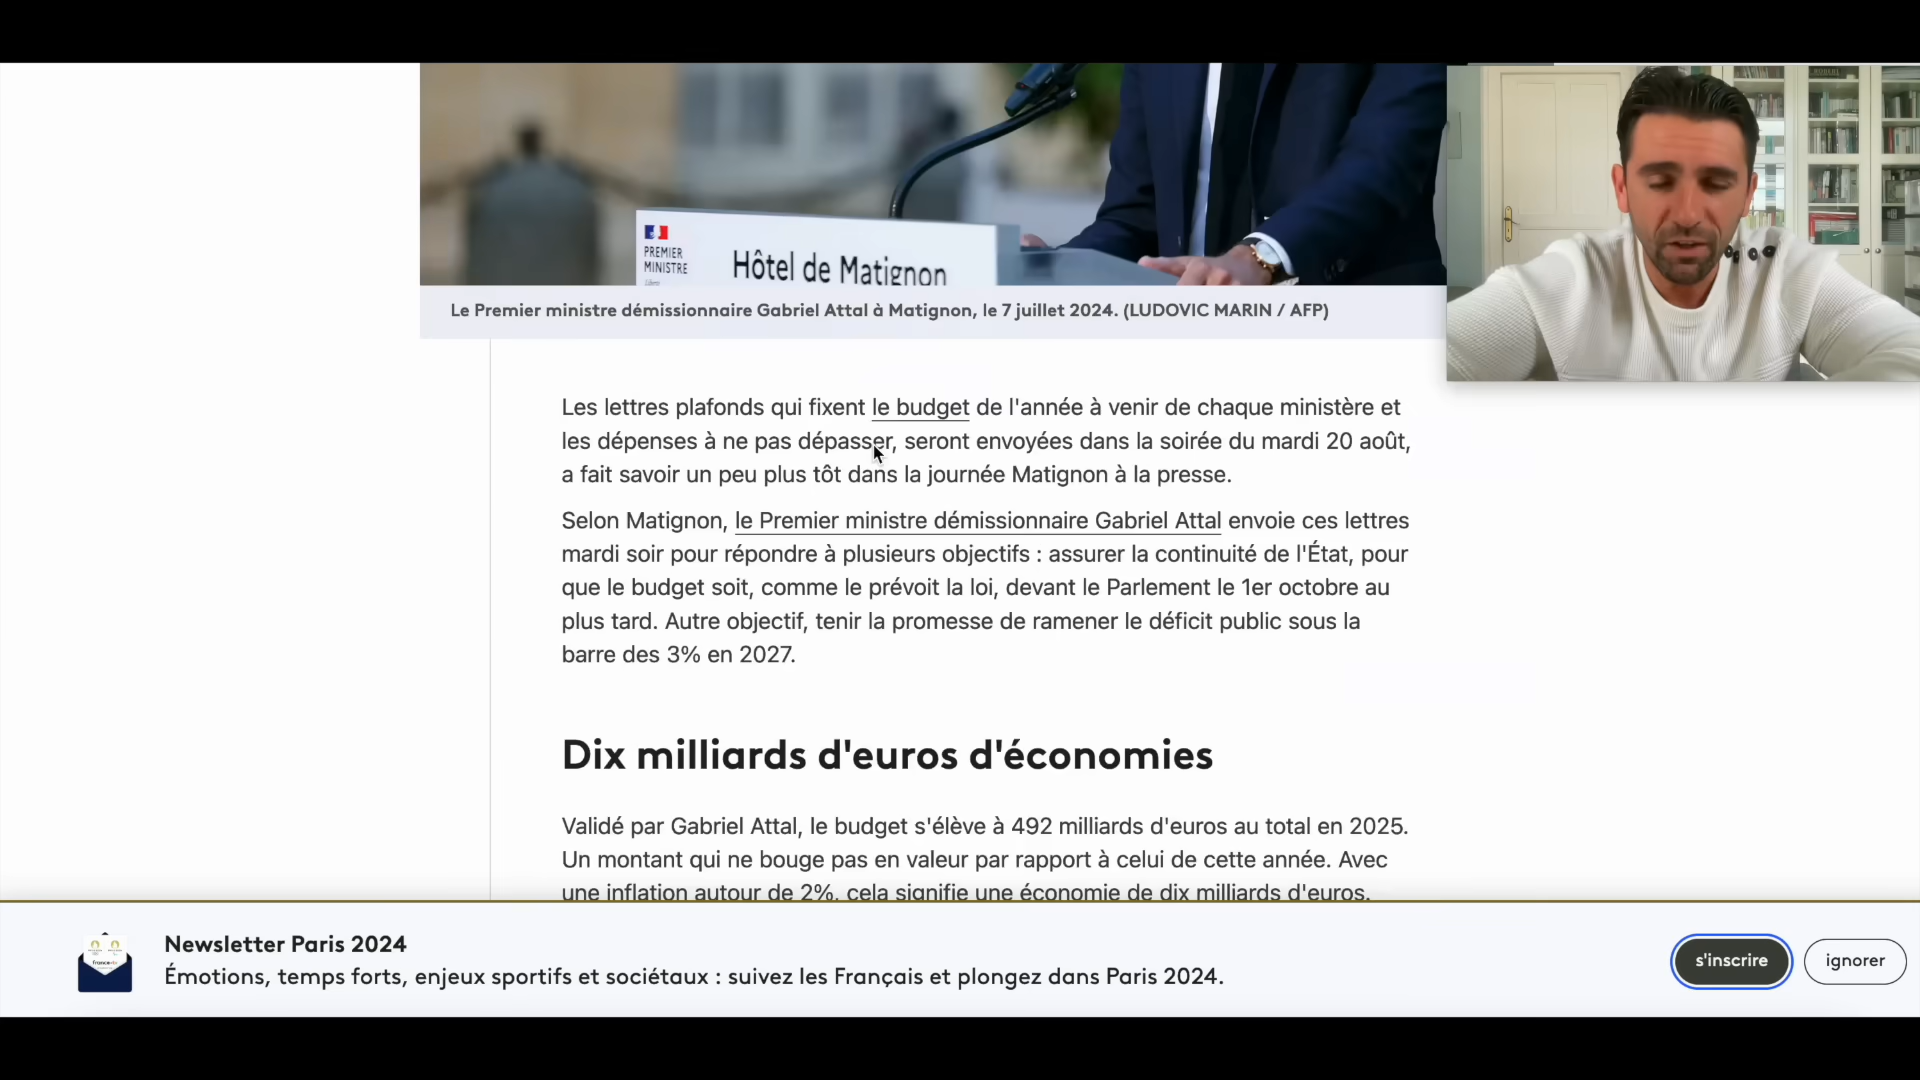 PREMIER
MINISTRE
Hôtel de Matignon
Le Premier ministre démissionnaire Gabriel Attal à Matignon, le 7 juillet 2024. (LUDOVIC MARIN / AFP)
Les lettres plafonds qui fixent le budget de l'année à venir de chaque ministère et
les dépenses à ne pas dépasser, seront envoyées dans la soirée du mardi 20 août,
a fait savoir un peu plus tôt dans la journée Matignon à la presse.
Selon Matignon, le Premier ministre démissionnaire Gabriel Attal envoie ces lettres
mardi soir pour répondre à plusieurs objectifs : assurer la continuité de l'État, pour
que le budget soit, comme le prévoit la loi, devant le Parlement le 1er octobre au
plus tard. Autre objectif, tenir la promesse de ramener le déficit public sous la
barre des 3% en 2027.
Dix milliards d'euros d'économies
Validé par Gabriel Attal, le budget s'élève à 492 milliards d'euros au total en 2025.
Un montant qui ne bouge pas en valeur par rapport à celui de cette année. Avec
une inflation autour de 2%, cela signifie une économie de dix milliards d'euros.
Newsletter Paris 2024
Émotions, temps forts, enjeux sportifs et sociétaux : suivez les Français et plongez dans Paris 2024.
s'inscrire
ignorer